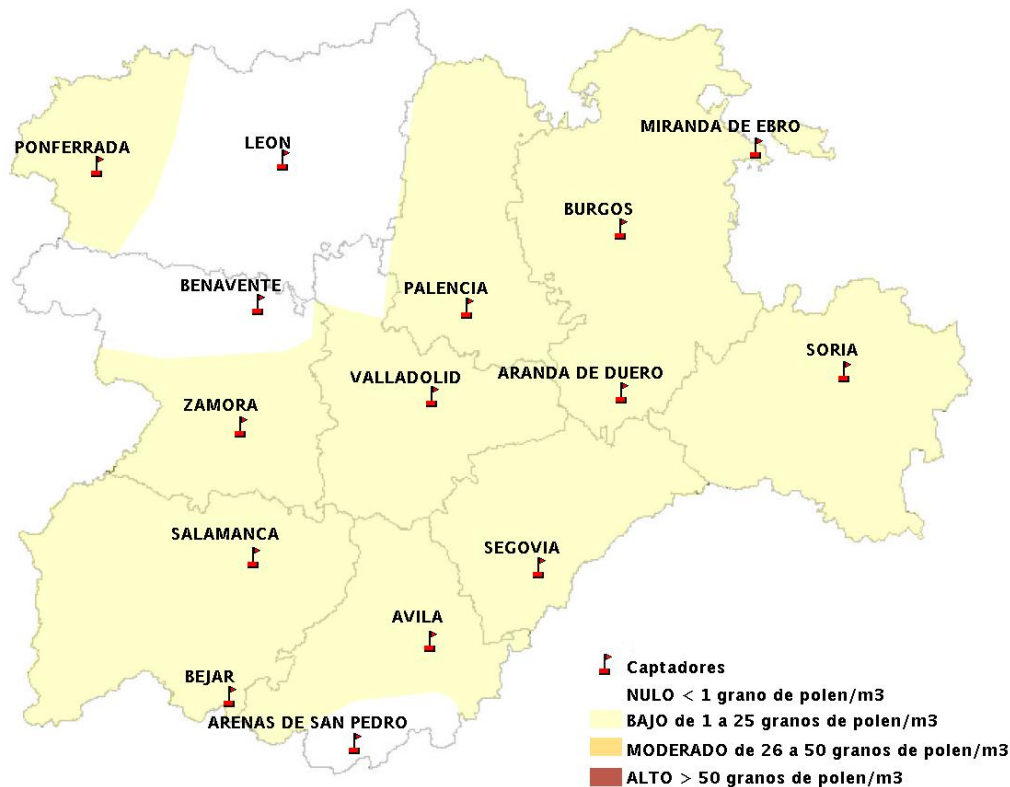 MIRANDA DE EBRO
PONFERRADA
LEON
BURGOS
BENAVENTE
PALENCIA
SORIA
VALLADOLID
ARANDA DE DUERO
ZAMORA
SALAMANCA
SEGOVIA
AVILA
BEJAR
ARENAS DE SAN PEDRO
Captadores
NULO < 1 grano de polen/m3
BAJO de 1 a 25 granos de polen/m3
MODERADO de 26 a 50 granos de polen/m3
ALTO > 50 granos de polen/m3